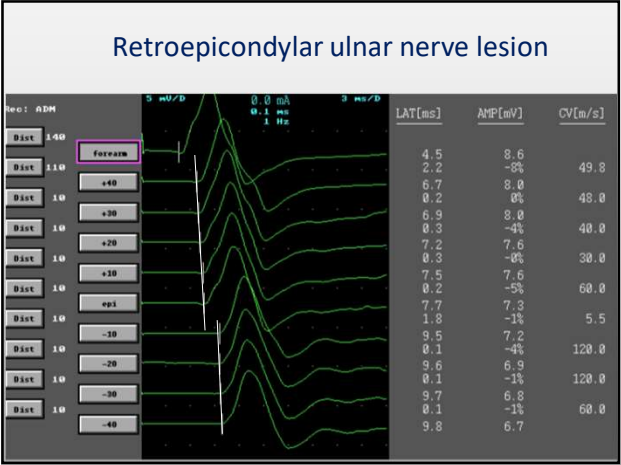 Retroepicondylar ulnar nerve lesion
Rec: ADM
5 mV/D 0.0 mA 3 ms/D
0.1 ms
1 Hz
LAT[ms] AMP[mV] CV[m/s]
Dist 140
forearm 4.5 8.6
Dist 110 2.2 -8% 49.8
+40 6.7 8.0
Dist 10 0.2 0% 48.0
+30 6.9 8.0
Dist 10 0.3 -4% 40.0
+20 7.2 7.6
Dist 10 0.3 -0% 30.0
+10 7.5 7.6
Dist 10 0.2 -5% 60.0
epi 7.7 7.3
Dist 10 1.8 -1% 5.5
-10 9.5 7.2
Dist 10 0.1 -4% 120.0
-20 9.6 6.9
Dist 10 0.1 -1% 120.0
-30 9.7 6.8
Dist 10 0.1 -1% 60.0
-40 9.8 6.7